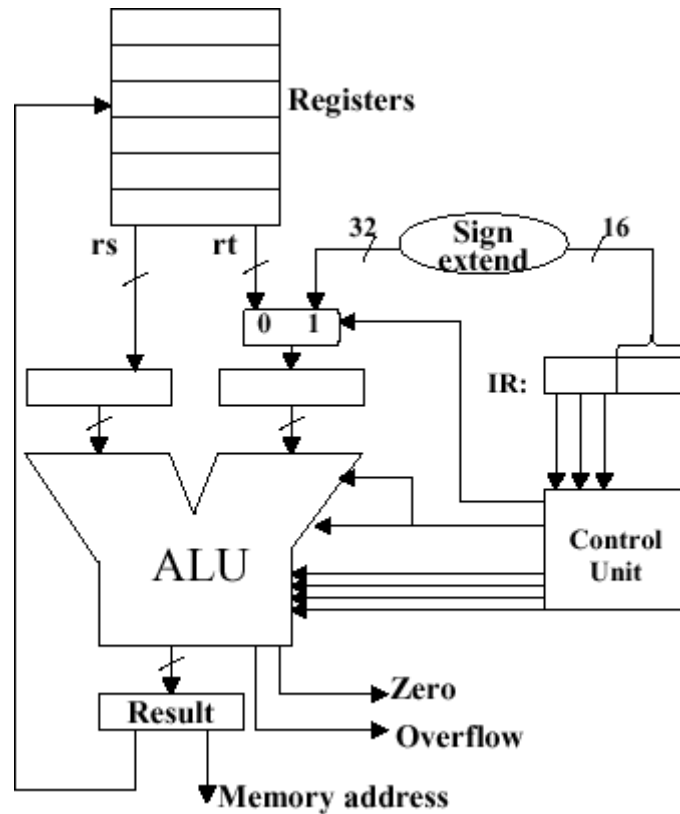 Registers
rs
rt
32
Sign
extend
16
0 1
IR:
ALU
Control
Unit
Result
Zero
Overflow
Memory address